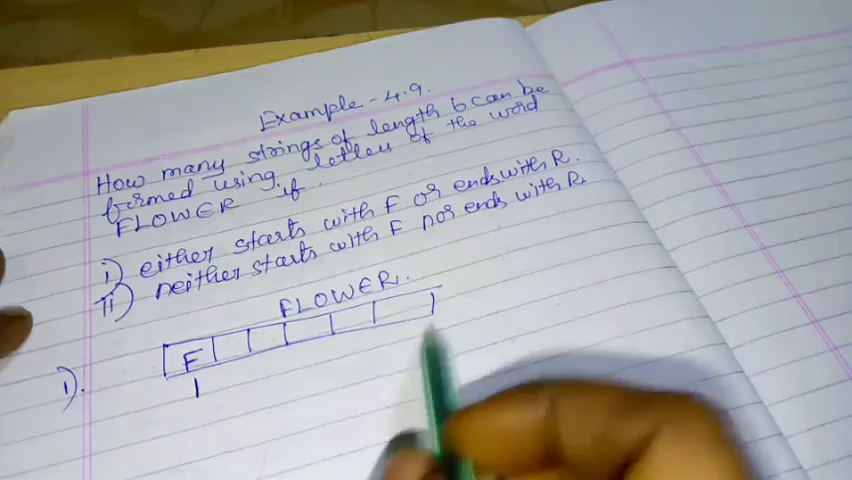 Example - 4.9.
How many strings of length 6 can be
formed using letters of the word
FLOWER if.
i) either starts with F or ends with R.
ii) neither starts with F nor ends with R.
FLOWER.
i). F
1